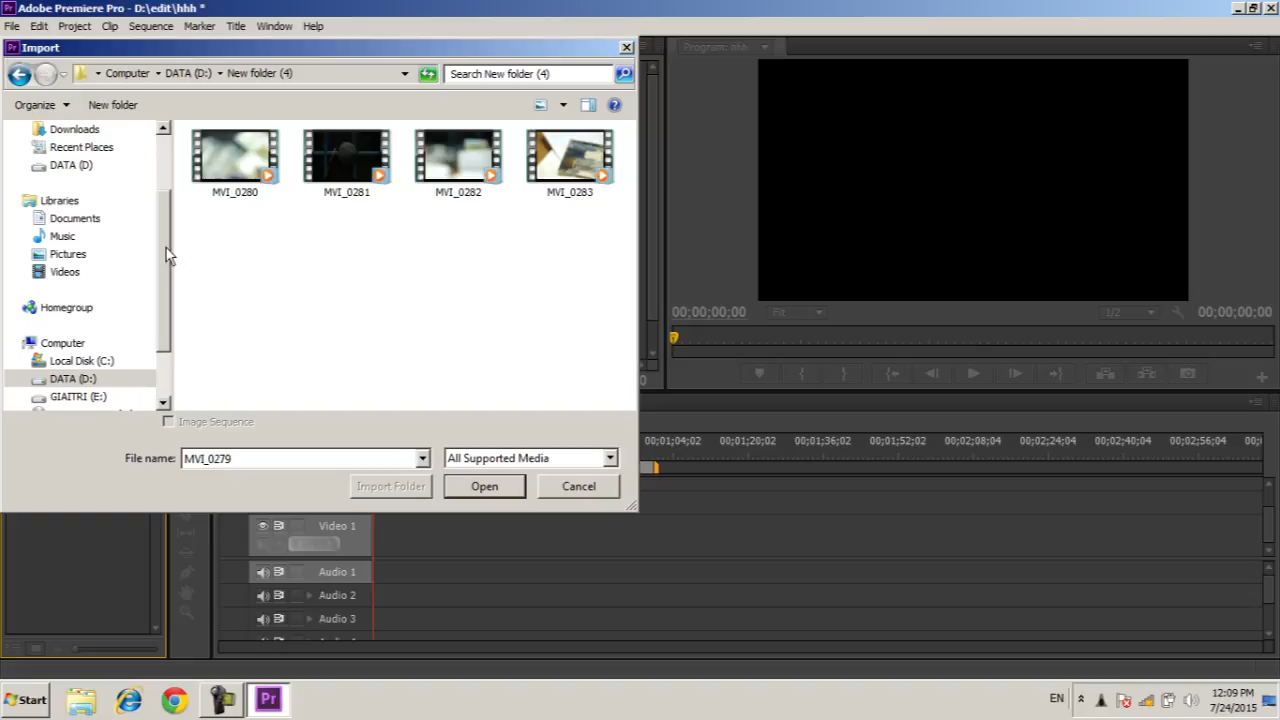 Adobe Premiere Pro - D:\edit\hhh *
File Edit Project Clip Sequence Marker Title Window Help
Import
Program: hhh
Computer DATA (D:) New folder (4)
Search New folder (4)
Organize New folder
Downloads
Recent Places
DATA (D)
Libraries
Documents
Music
Pictures
Videos
Homegroup
Computer
Local Disk (C:)
DATA (D:)
GIAITRI (E:)
MVI_0280 MVI_0281 MVI_0282 MVI_0283
00;00;00;00 Fit 1/2 00;00;00;00
Image Sequence
File name: MVI_0279 All Supported Media
Import Folder Open Cancel
00;01;04;02 00;01;20;02 00;01;36;02 00;01;52;02 00;02;08;02 00;02;24;02 00;02;40;02 00;02;56;04
Video 1
Audio 1
Audio 2
Audio 3
Start
EN
12:09 PM
7/24/2015